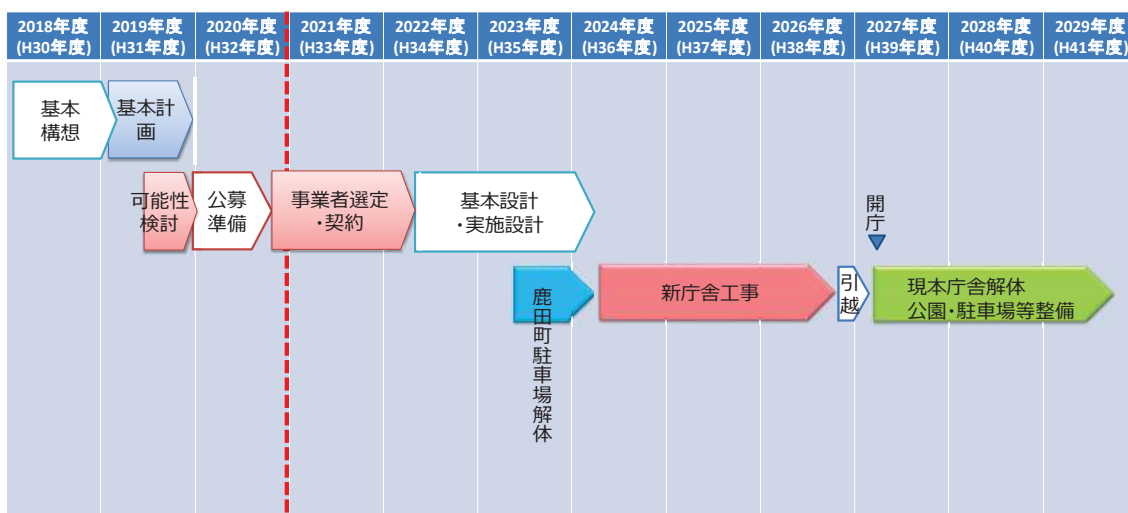 2018年度
(H30年度)
2019年度
(H31年度)
2020年度
(H32年度)
2021年度
(H33年度)
2022年度
(H34年度)
2023年度
(H35年度)
2024年度
(H36年度)
2025年度
(H37年度)
2026年度
(H38年度)
2027年度
(H39年度)
2028年度
(H40年度)
2029年度
(H41年度)
基本
構想
基本計
画
可能性
検討
公募
準備
事業者選定
・契約
基本設計
・実施設計
開庁
鹿田町駐車場解体
新庁舎工事
引越
現本庁舎解体
公園・駐車場等整備